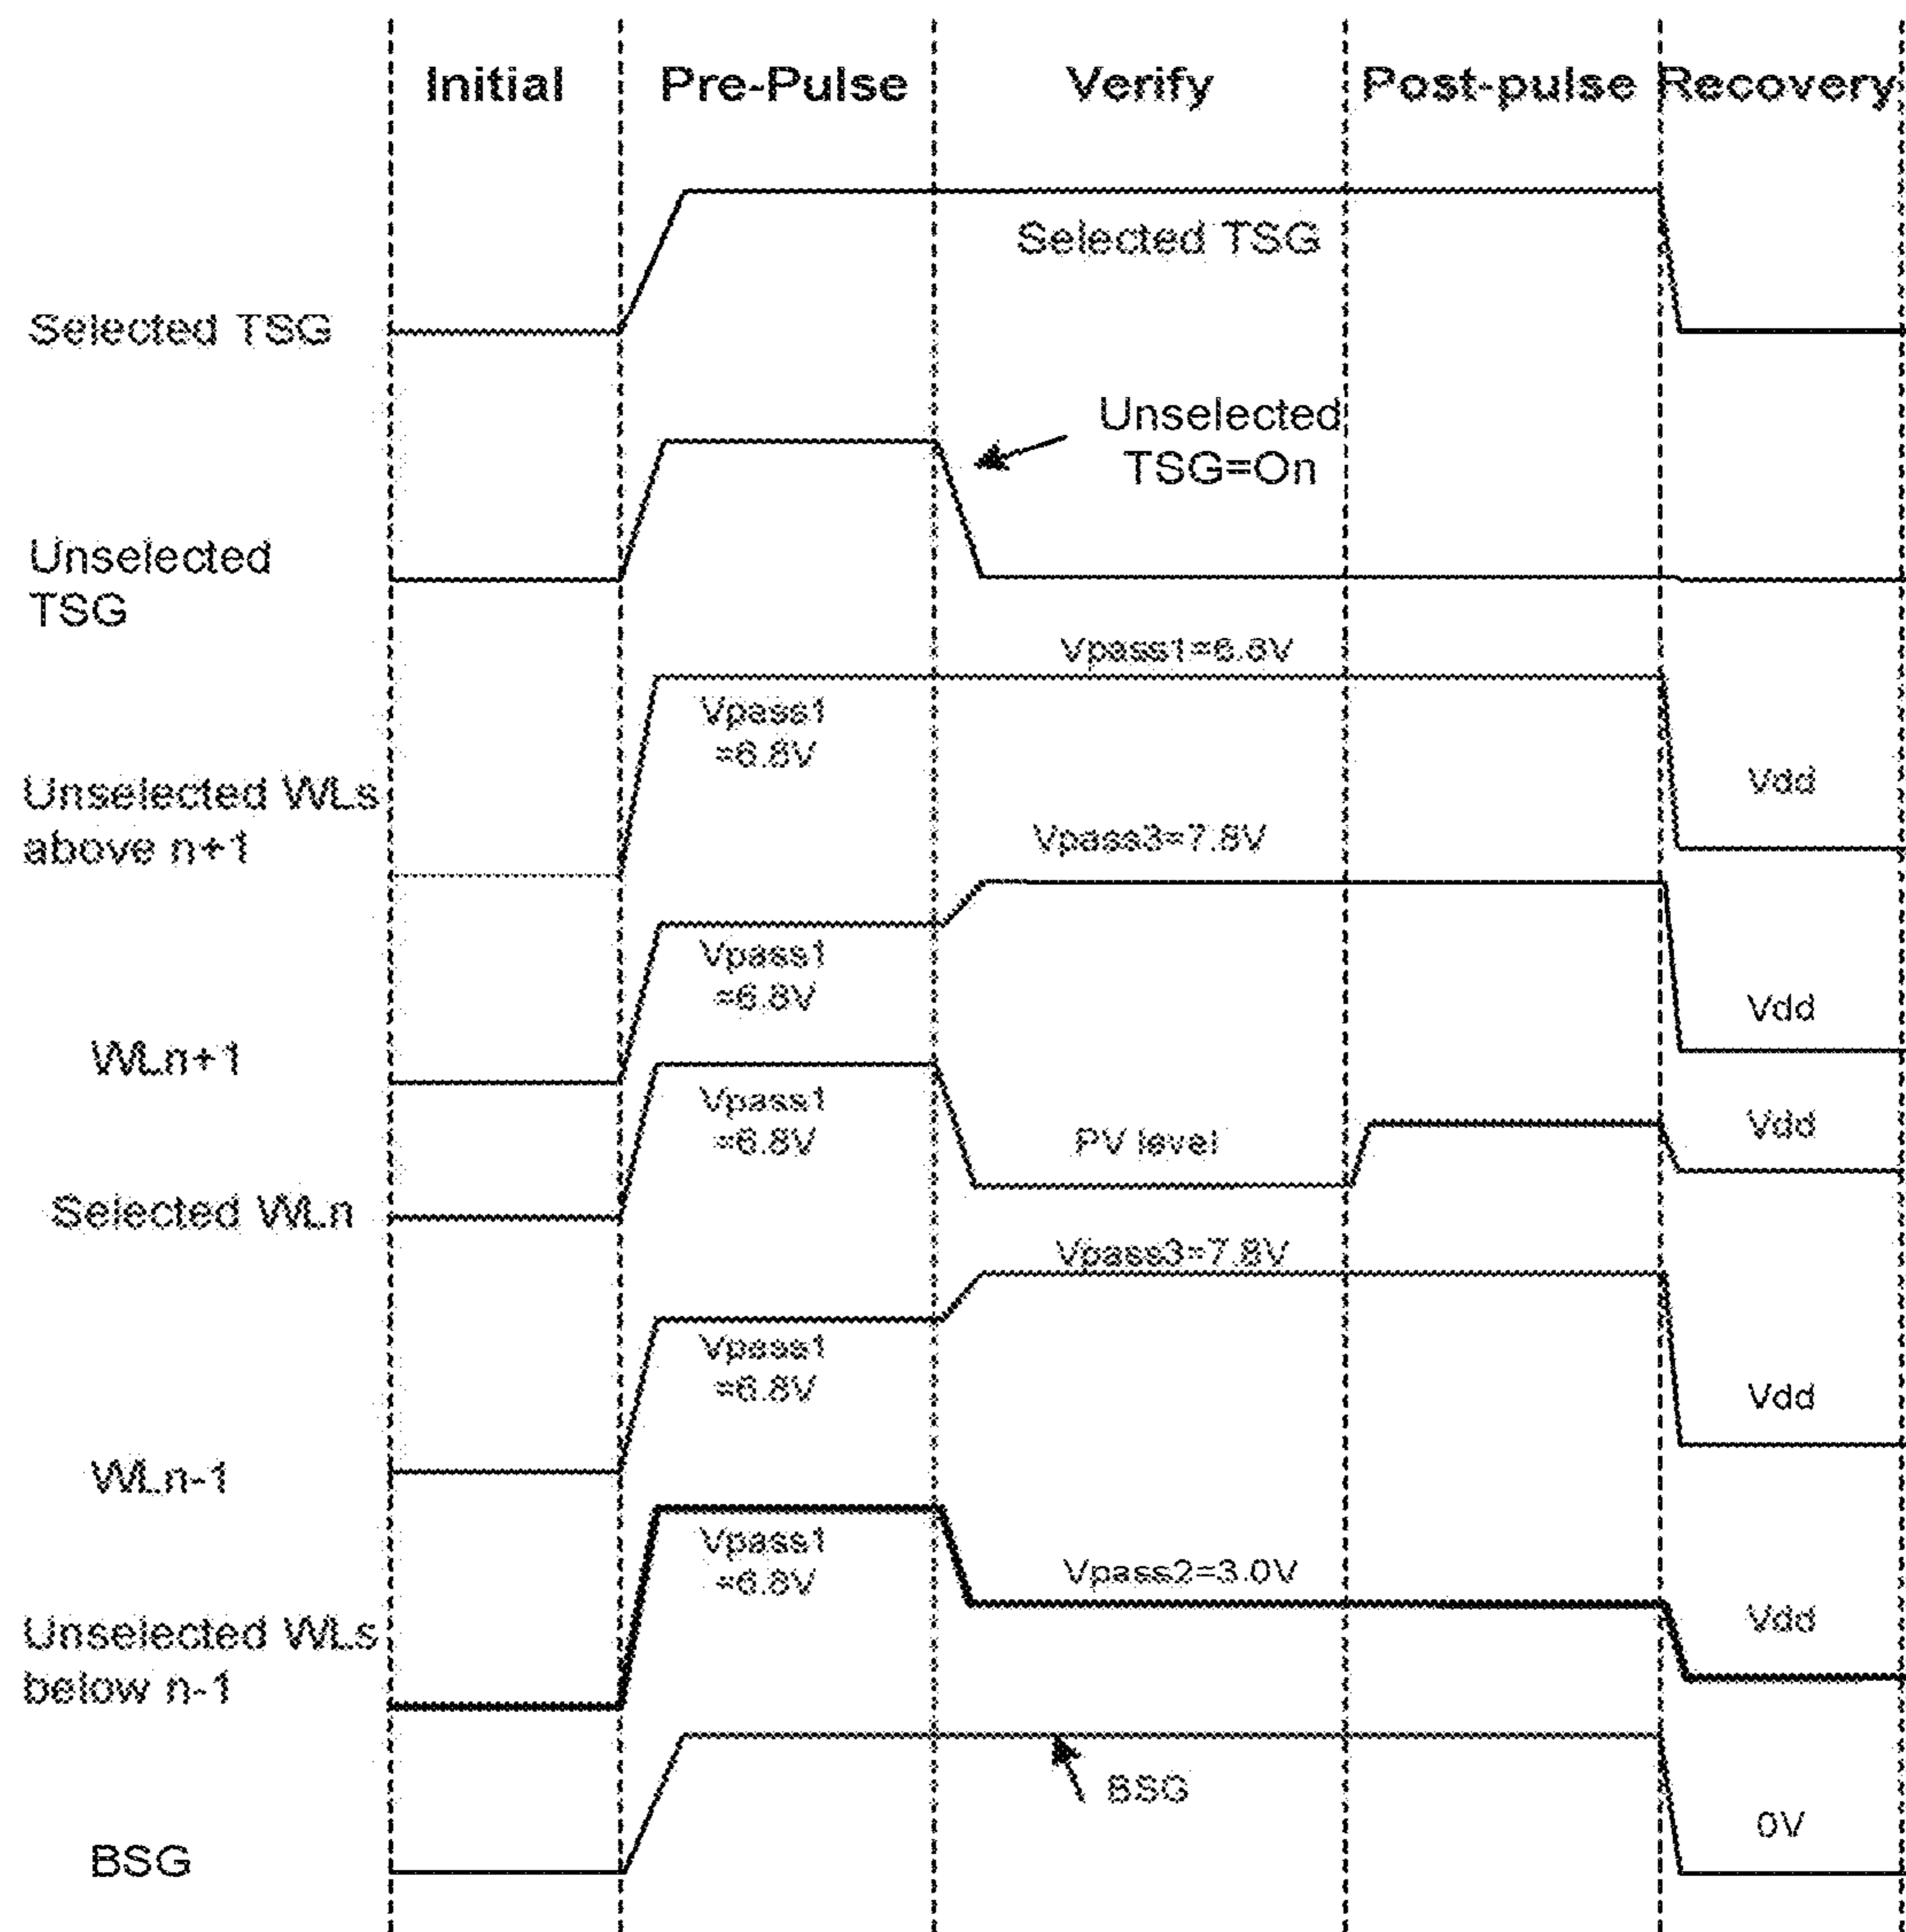 Initial Pre-Pulse Verify Post-pulse Recovery
Selected TSG
Selected TSG
Unselected
TSG=On
Unselected
TSG
Vpass1=6.8V
Vpass1
=6.8V
Unselected WLs
above n+1
Vdd
Vpass3=7.8V
Vpass1
=6.8V
Vdd
WLn+1
Vpass1
=6.8V
PV level
Vdd
Selected WLn
Vpass3=7.8V
Vpass1
=6.8V
Vdd
WLn-1
Vpass1
=6.8V
Vpass2=3.0V
Unselected WLs
below n-1
Vdd
BSG
0V
BSG